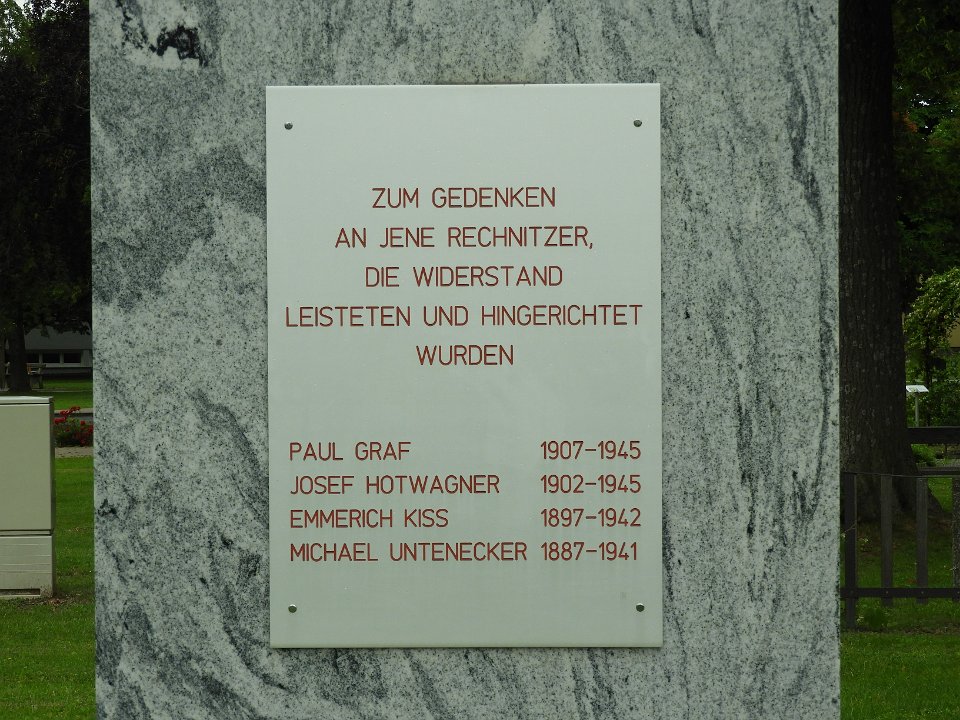 ZUM GEDENKEN
AN JENE RECHNITZER,
DIE WIDERSTAND
LEISTETEN UND HINGERICHTET
WURDEN
PAUL GRAF 1907-1945
JOSEF HOTWAGNER 1902-1945
EMMERICH KISS 1897-1942
MICHAEL UNTENECKER 1887-1941